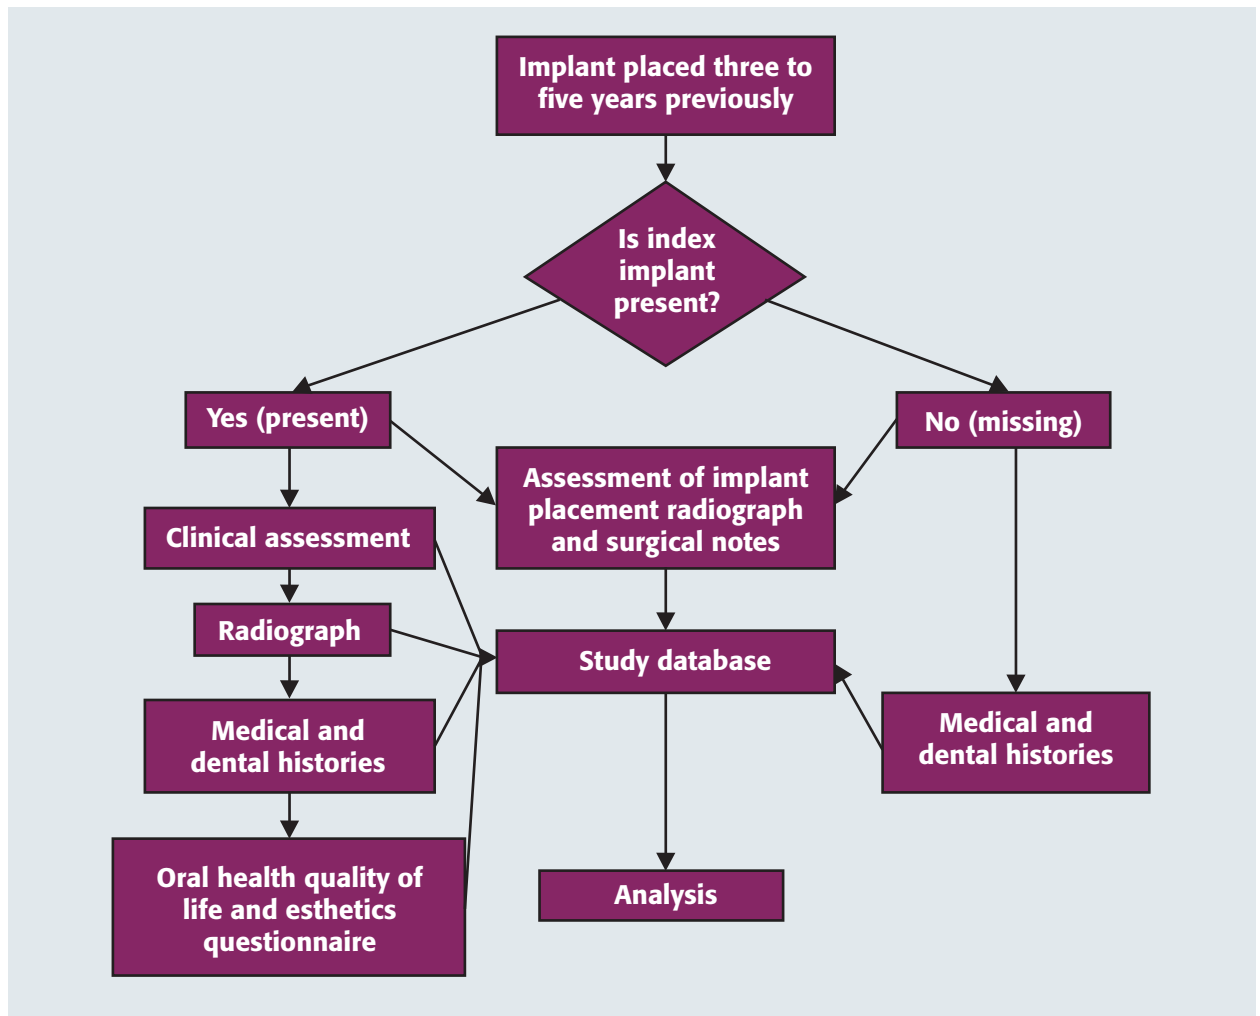 Implant placed three to
five years previously
Is index
implant
present?
Yes (present)
No (missing)
Assessment of implant
placement radiograph
and surgical notes
Clinical assessment
Radiograph
Study database
Medical and
dental histories
Medical and
dental histories
Oral health quality of
life and esthetics
questionnaire
Analysis